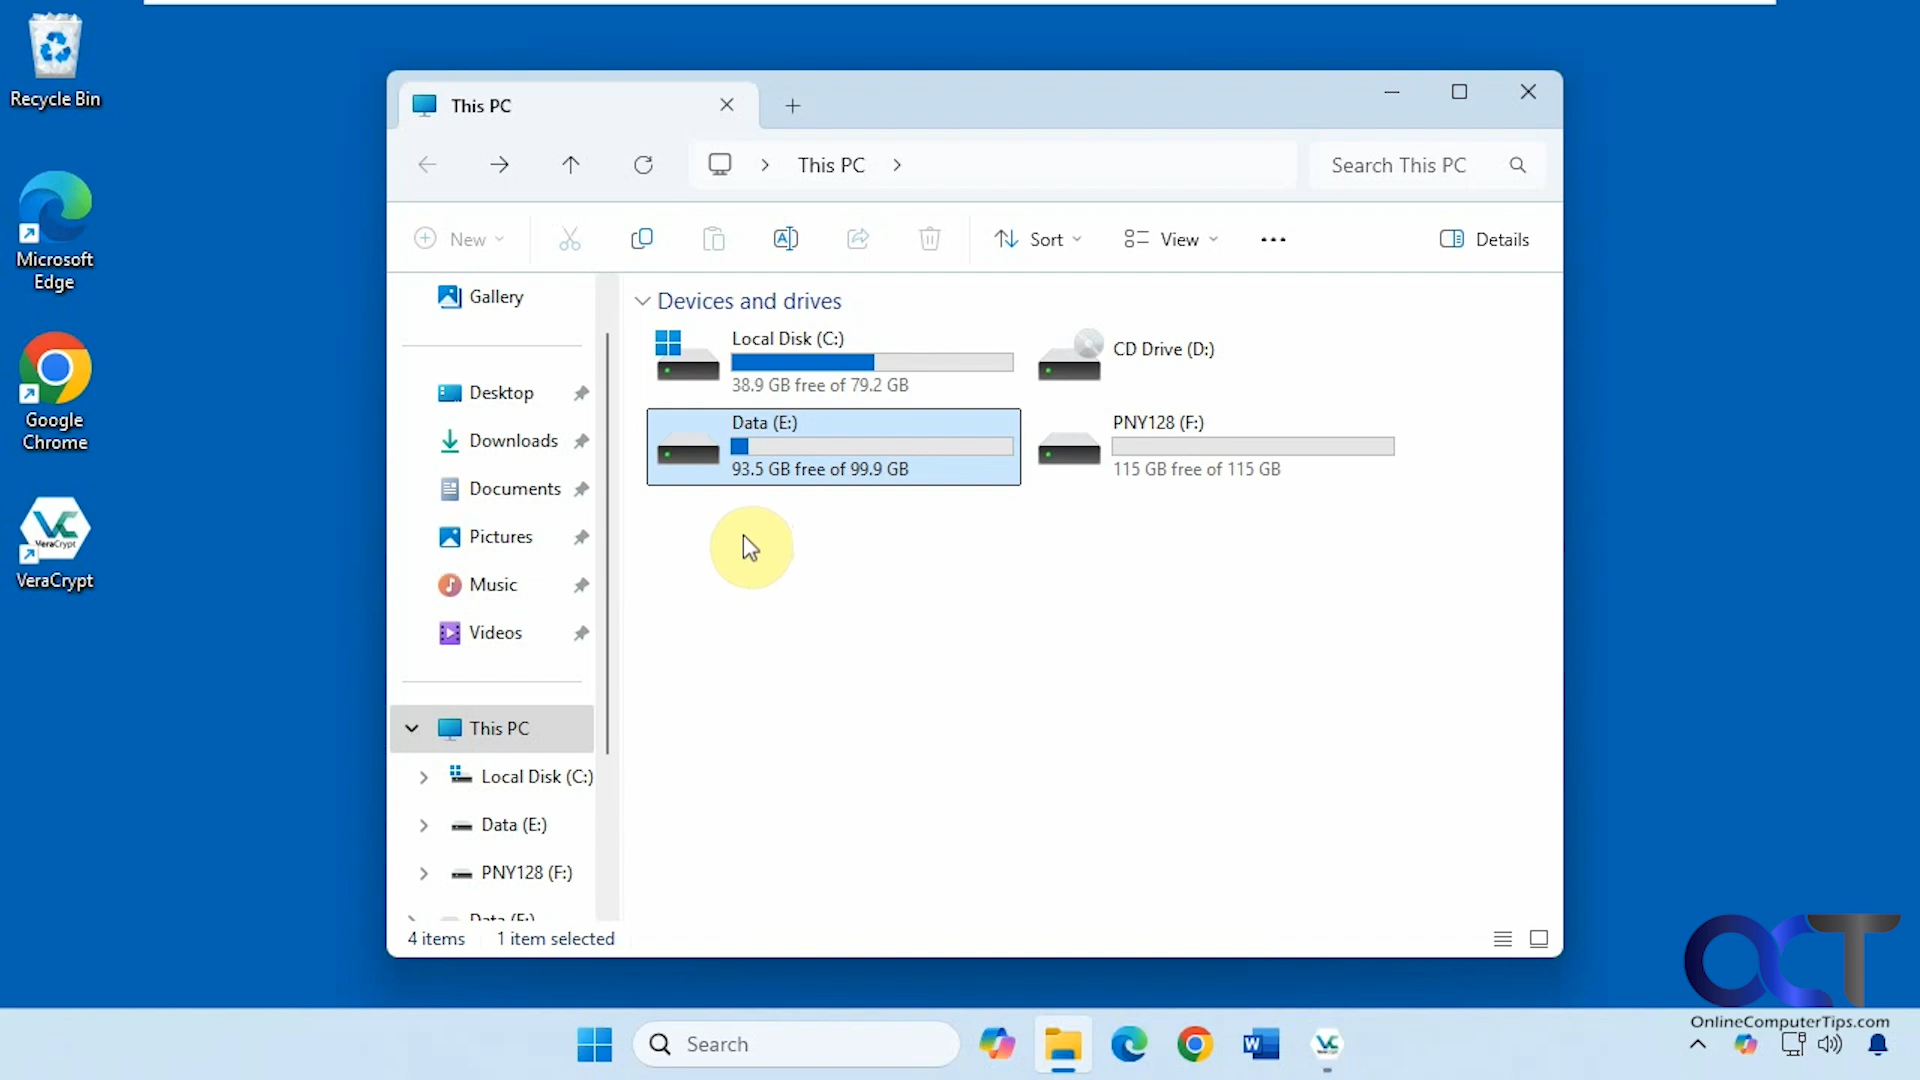 Recycle Bin
Microsoft
Edge
Google
Chrome
VeraCrypt
VeraCrypt
This PC
This PC
Search This PC
New
Sort
View
Details
Gallery
Desktop
Downloads
Documents
Pictures
Music
Videos
This PC
Local Disk (C:)
Data (E:)
PNY128 (F:)
Data (E:)
Devices and drives
Local Disk (C:)
38.9 GB free of 79.2 GB
CD Drive (D:)
Data (E:)
93.5 GB free of 99.9 GB
PNY128 (F:)
115 GB free of 115 GB
4 items
1 item selected
OCT
OnlineComputerTips.com
Search